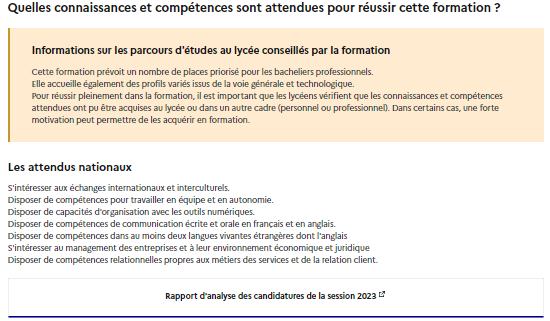 Quelles connaissances et compétences sont attendues pour réussir cette formation ?
Informations sur les parcours d'études au lycée conseillés par la formation
Cette formation prévoit un nombre de places priorisé pour les bacheliers professionnels.
Elle accueille également des profils variés issus de la voie générale et technologique.
Pour réussir pleinement dans la formation, il est important que les lycéens vérifient que les connaissances et compétences
attendues ont pu être acquises au lycée ou dans un autre cadre (personnel ou professionnel). Dans certains cas, une forte
motivation peut permettre de les acquérir en formation.
Les attendus nationaux
S'intéresser aux échanges internationaux et interculturels.
Disposer de compétences pour travailler en équipe et en autonomie.
Disposer de capacités d'organisation avec les outils numériques.
Disposer de compétences de communication écrite et orale en français et en anglais.
Disposer de compétences dans au moins deux langues vivantes étrangères dont l'anglais
S'intéresser au management des entreprises et à leur environnement économique et juridique
Disposer de compétences relationnelles propres aux métiers des services et de la relation client.
Rapport d'analyse des candidatures de la session 2023